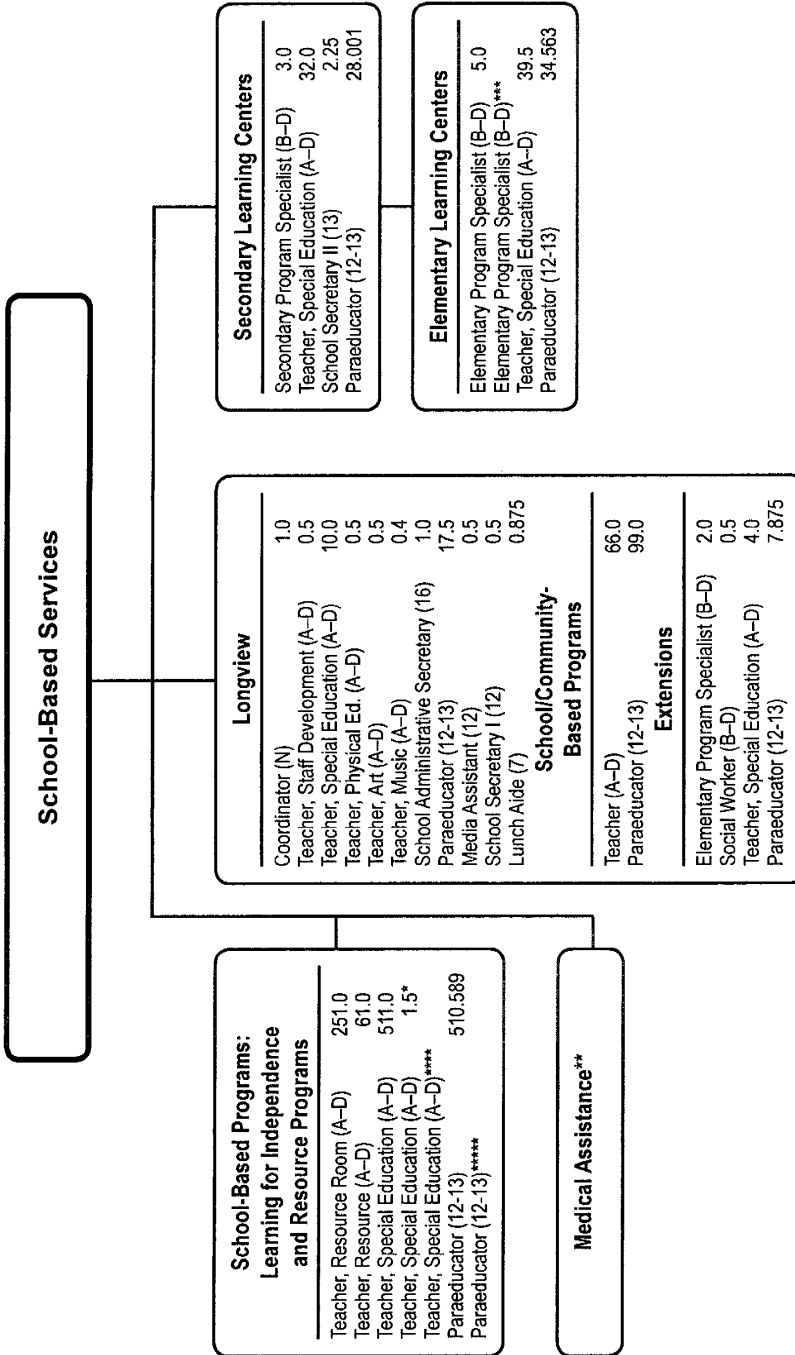 School-Based Services
School-Based Programs:
Learning for Independence
and Resource Programs
Teacher, Resource Room (A–D) 251.0
Teacher, Resource (A–D) 61.0
Teacher, Special Education (A–D) 511.0
Teacher, Special Education (A–D) 1.5*
Teacher, Special Education (A–D)****
Paraeducator (12-13) 510.589
Paraeducator (12-13)*****
Medical Assistance**
Longview
Coordinator (N) 1.0
Teacher, Staff Development (A–D) 0.5
Teacher, Special Education (A–D) 10.0
Teacher, Physical Ed. (A–D) 0.5
Teacher, Art (A–D) 0.5
Teacher, Music (A–D) 0.4
School Administrative Secretary (16) 1.0
Paraeducator (12-13) 17.5
Media Assistant (12) 0.5
School Secretary I (12) 0.5
Lunch Aide (7) 0.875
School/Community-
Based Programs
Teacher (A–D) 66.0
Paraeducator (12-13) 99.0
Extensions
Elementary Program Specialist (B–D) 2.0
Social Worker (B–D) 0.5
Teacher, Special Education (A–D) 4.0
Paraeducator (12-13) 7.875
Secondary Learning Centers
Secondary Program Specialist (B–D) 3.0
Teacher, Special Education (A–D) 32.0
School Secretary II (13) 2.25
Paraeducator (12-13) 28.001
Elementary Learning Centers
Elementary Program Specialist (B–D) 5.0
Elementary Program Specialist (B–D)***
Teacher, Special Education (A–D) 39.5
Paraeducator (12-13) 34.563